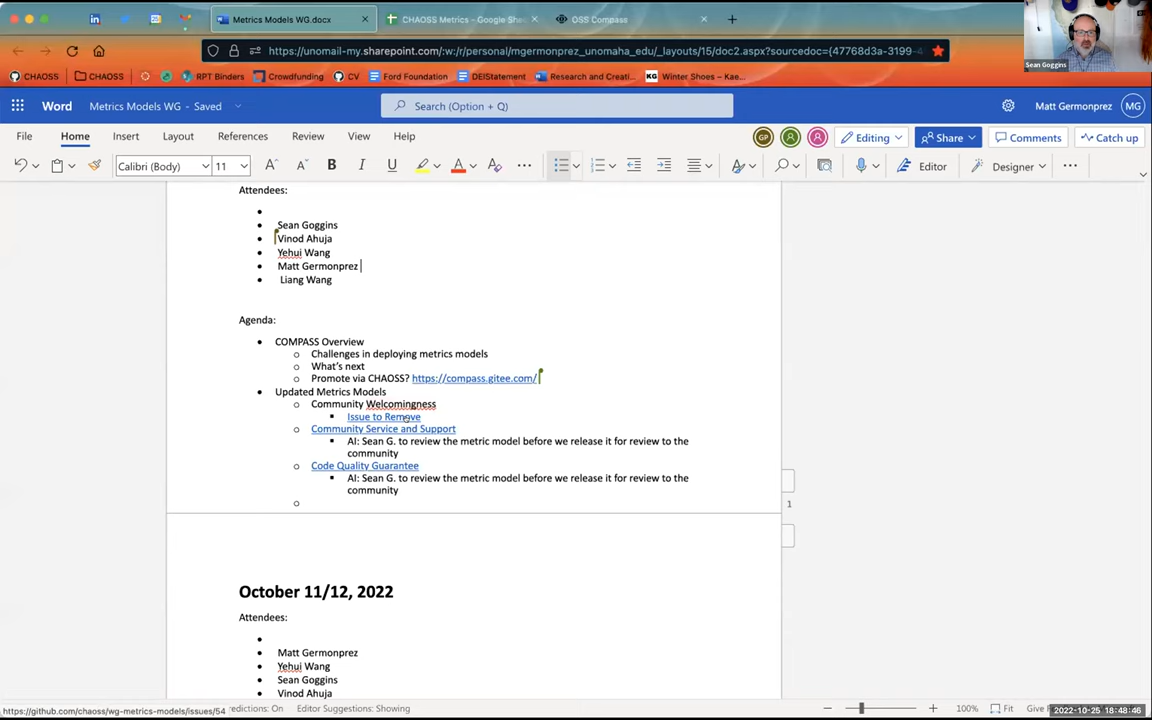 Metrics Models WG.docx
CHAOSS Metrics – Google She
OSS Compass
https://unomail-my.sharepoint.com/:w:/r/personal/mgermonprez_unomaha_edu/_layouts/15/doc2.aspx?sourcedoc={47768d3a-3199-4
Sean Goggins
CHAOSS
CHAOSS
RPT Binders
Crowdfunding
CV
Ford Foundation
DEIStatement
Research and Creati...
KG Winter Shoes – Kae...
Word
Metrics Models WG - Saved
Search (Option + Q)
Matt Germonprez
MG
File
Home
Insert
Layout
References
Review
View
Help
GP
Editing
Share
Comments
Catch up
Calibri (Body)
11
A
A
B
I
U
A
Editor
Designer
Attendees:
Sean Goggins
Vinod Ahuja
Yehui Wang
Matt Germonprez
Liang Wang
Agenda:
COMPASS Overview
Challenges in deploying metrics models
What's next
Promote via CHAOSS? https://compass.gitee.com/
Updated Metrics Models
Community Welcomingness
Issue to Remove
Community Service and Support
AI: Sean G. to review the metric model before we release it for review to the
community
Code Quality Guarantee
AI: Sean G. to review the metric model before we release it for review to the
community
1
October 11/12, 2022
Attendees:
Matt Germonprez
Yehui Wang
Sean Goggins
Vinod Ahuja
https://github.com/chaoss/wg-metrics-models/issues/54
edictions: On
Editor Suggestions: Showing
100%
Fit
Give
2022-10-25 18:48:46